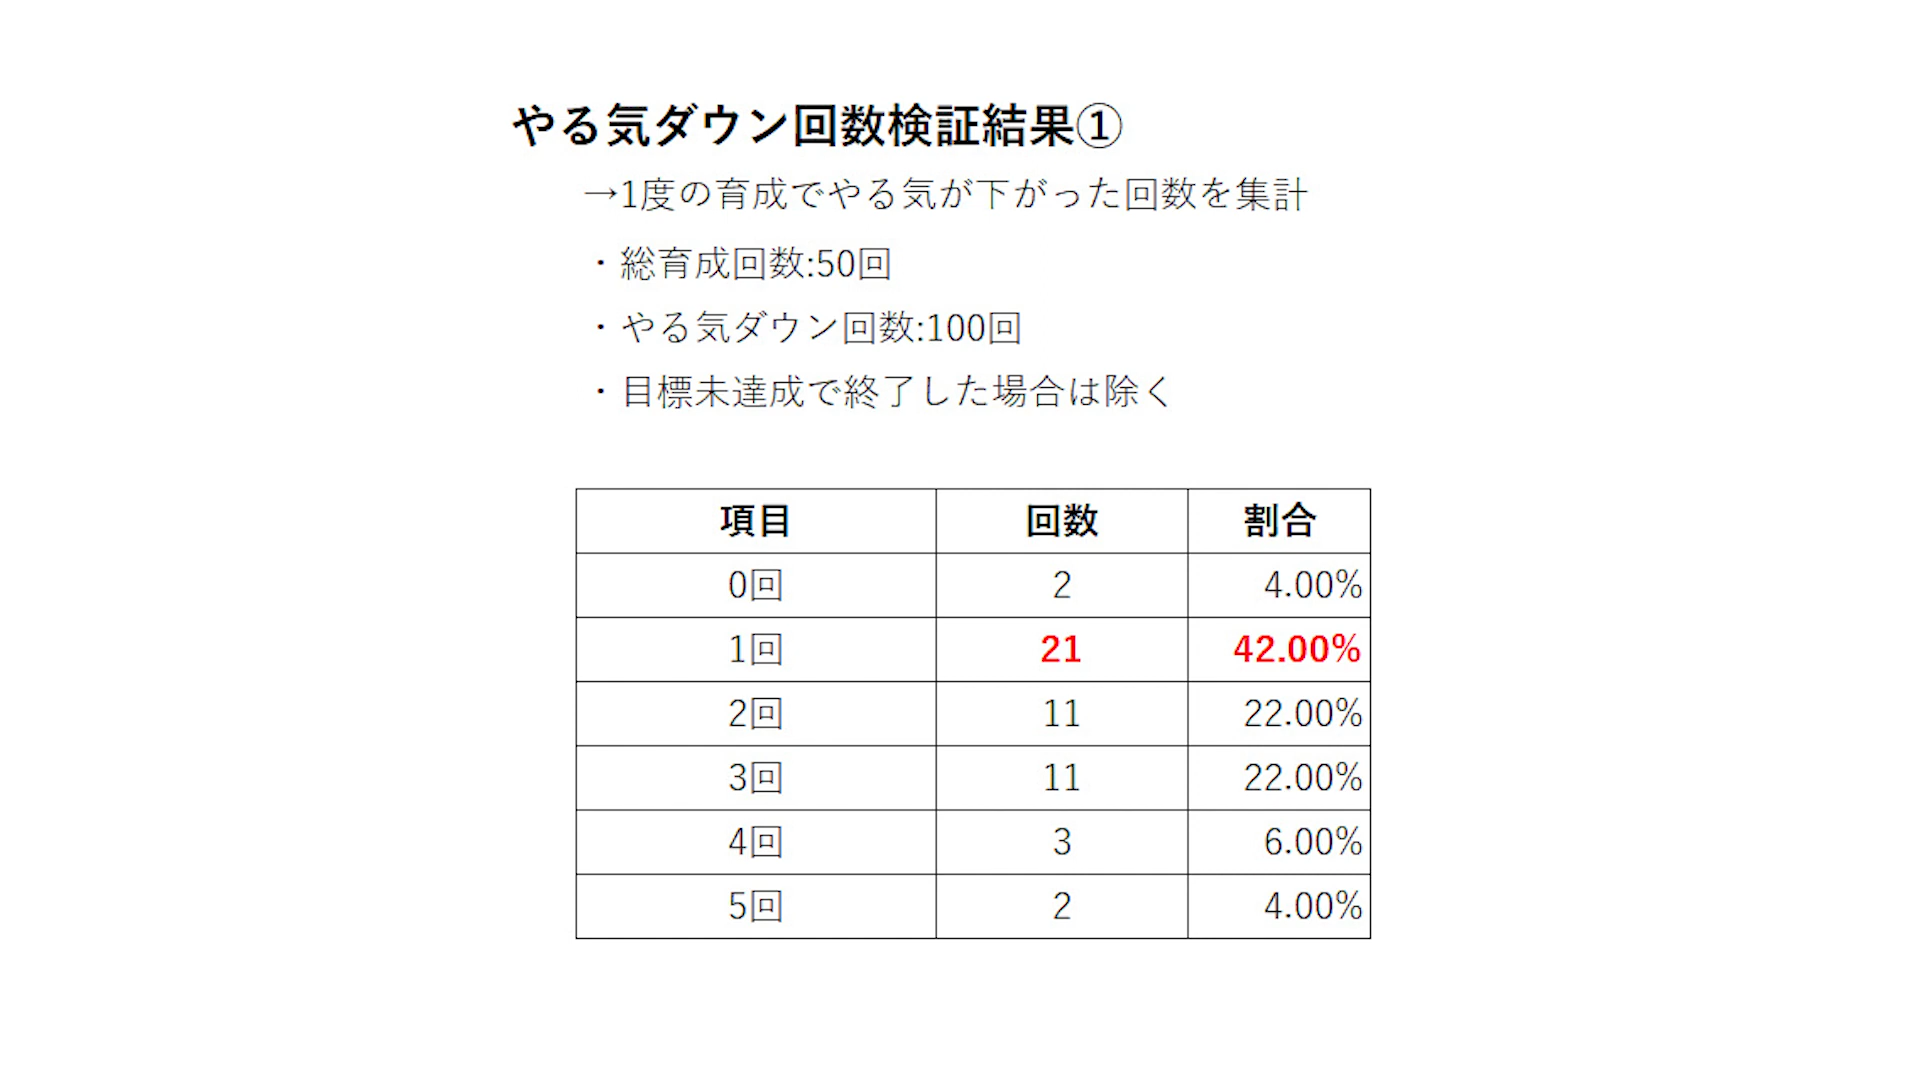 やる気ダウン回数検証結果①
→1度の育成でやる気が下がった回数を集計
・総育成回数:50回
・やる気ダウン回数:100回
・目標未達成で終了した場合は除く
項目 回数 割合
0回 2 4.00%
1回 21 42.00%
2回 11 22.00%
3回 11 22.00%
4回 3 6.00%
5回 2 4.00%